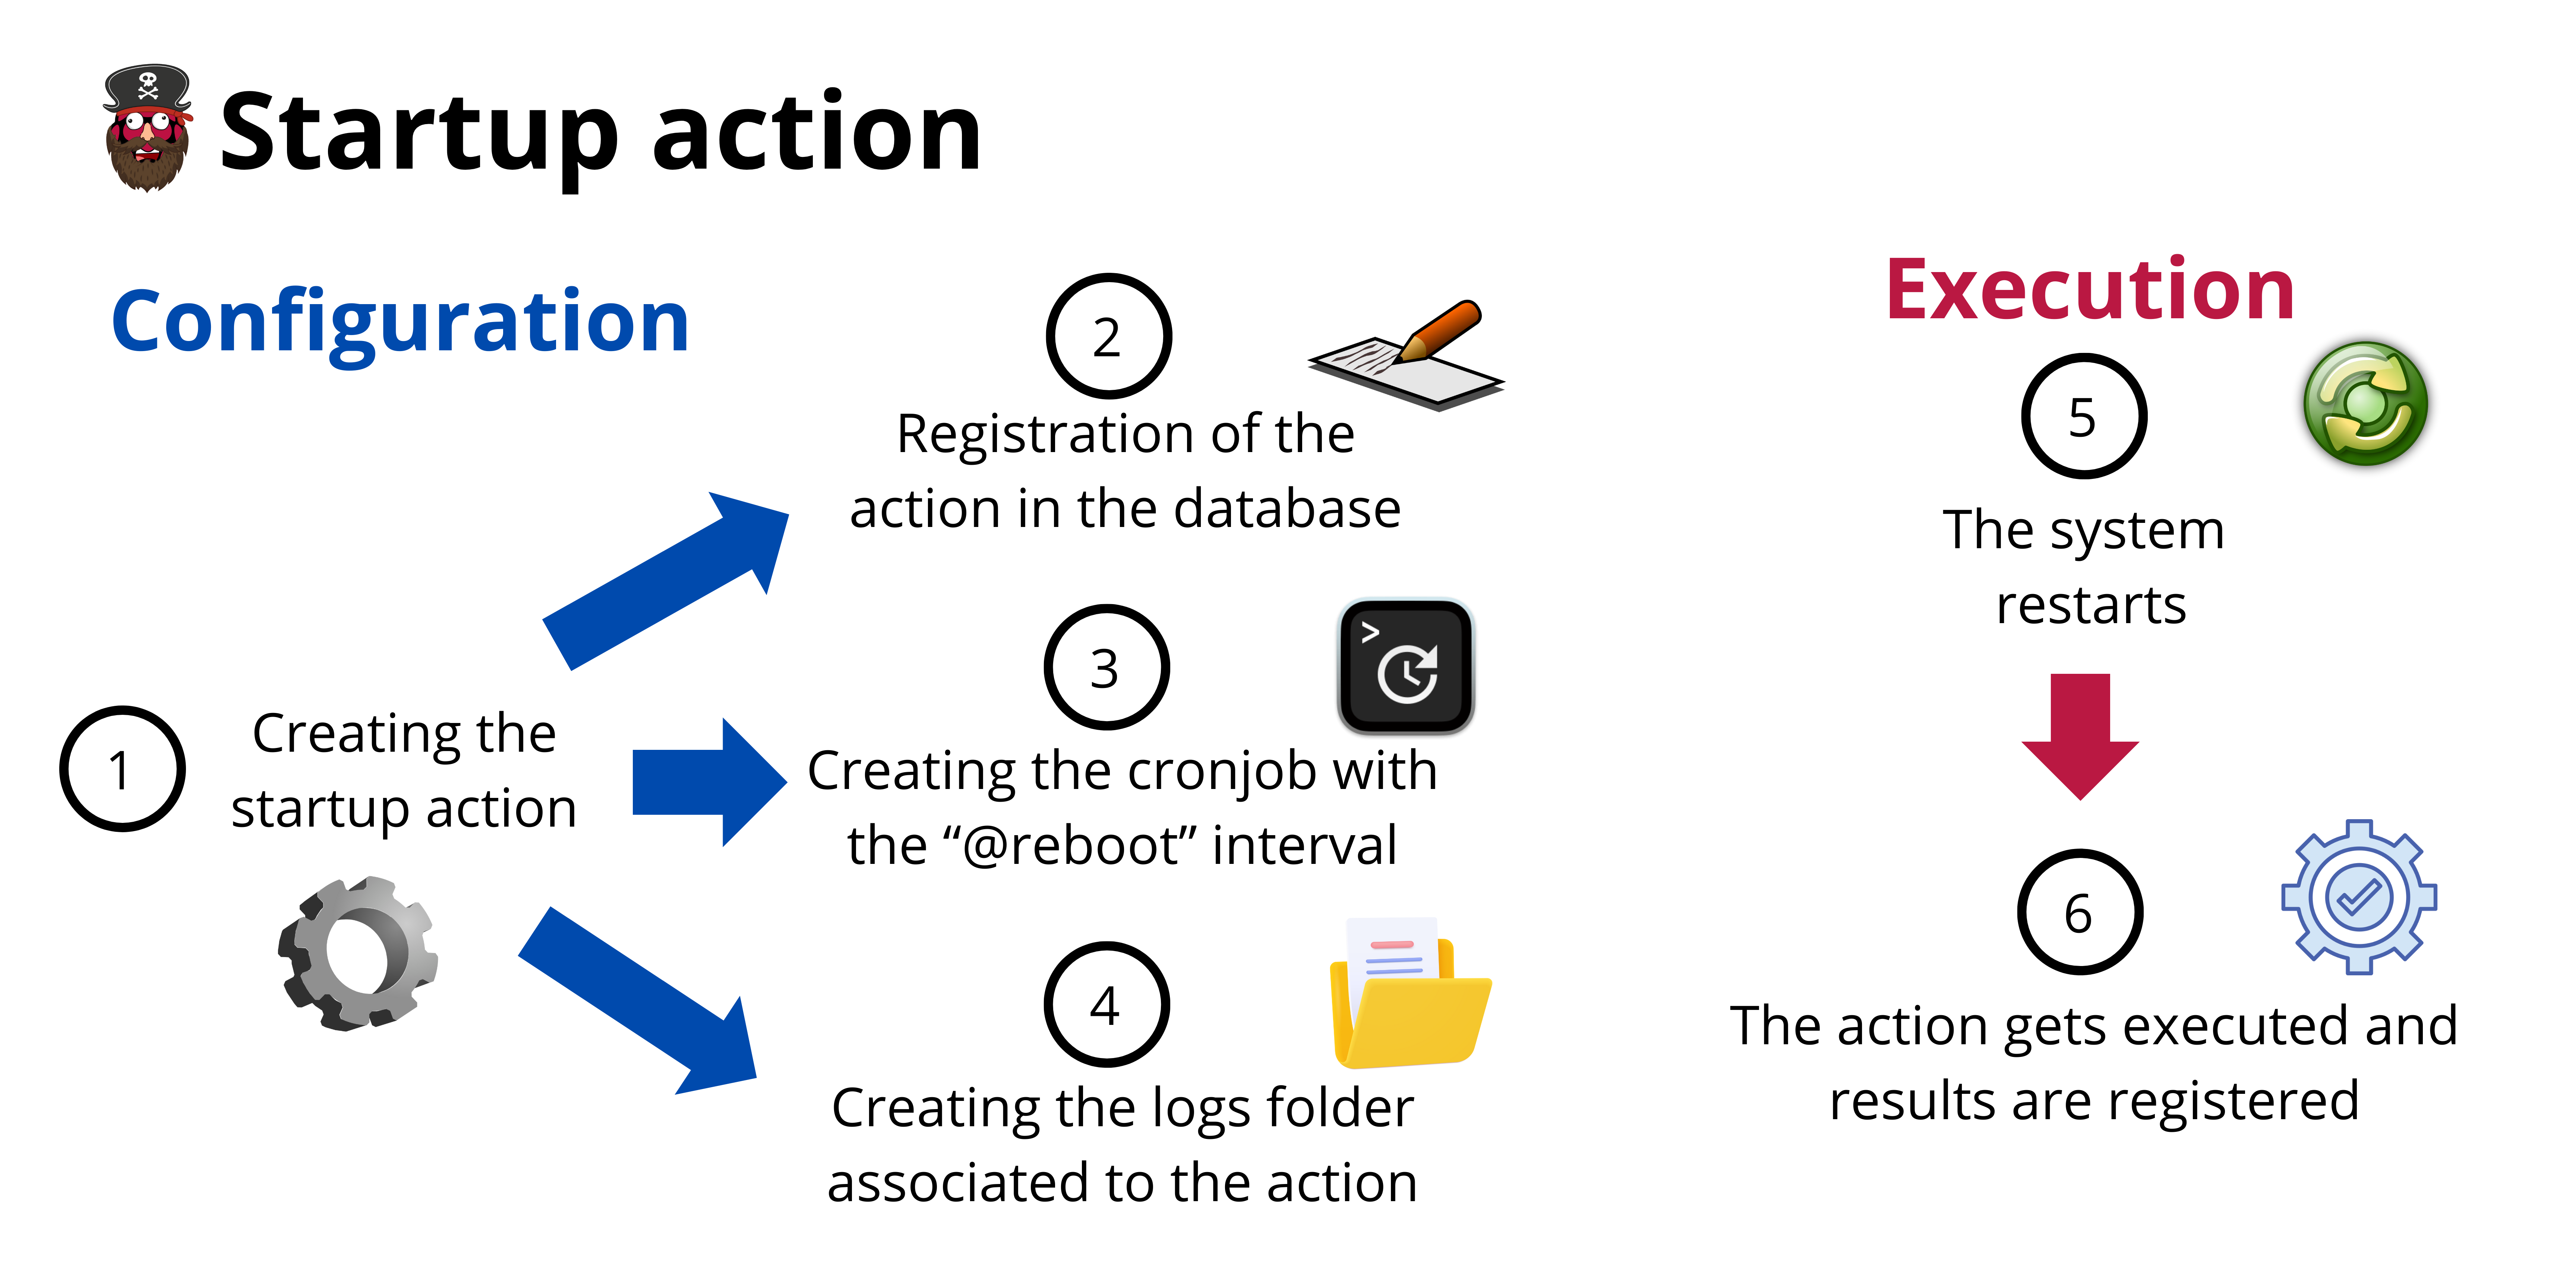 Startup action
Configuration
1
Creating the
startup action
2
Registration of the
action in the database
3
>
Creating the cronjob with
the “@reboot” interval
4
Creating the logs folder
associated to the action
Execution
5
The system
restarts
6
The action gets executed and
results are registered